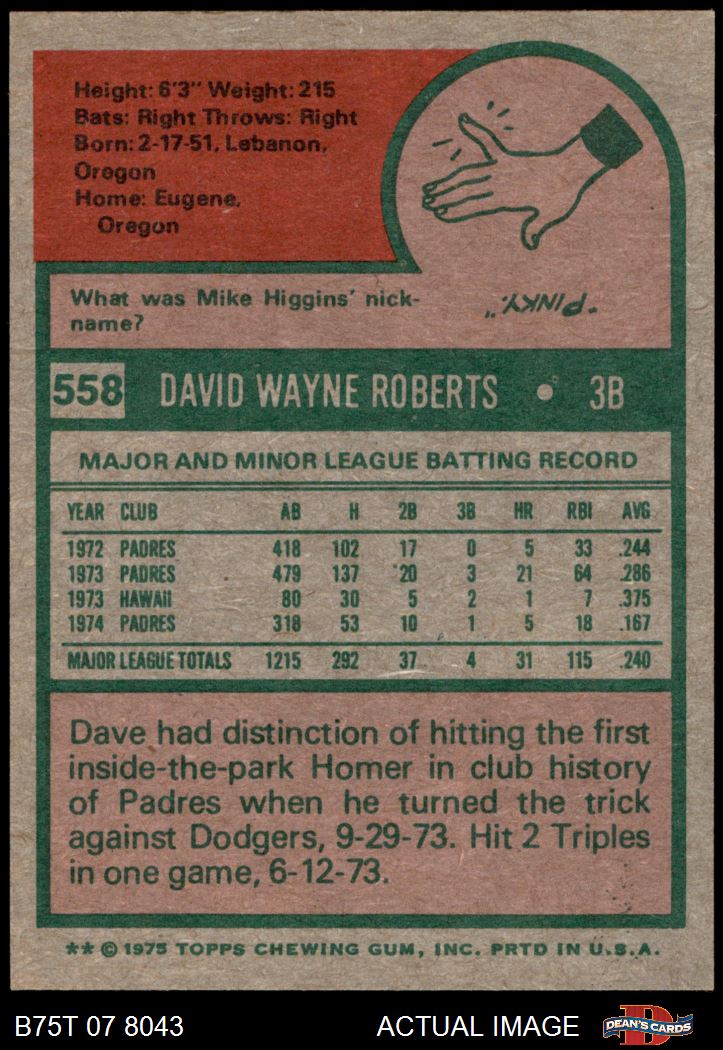 Height: 6'3" Weight: 215
Bats: Right Throws: Right
Born: 2-17-51, Lebanon,
Oregon
Home: Eugene,
Oregon
What was Mike Higgins' nick-
name?
"PINKY."
558 DAVID WAYNE ROBERTS • 3B
MAJOR AND MINOR LEAGUE BATTING RECORD
YEAR CLUB AB H 2B 3B HR RBI AVG
1972 PADRES 418 102 17 0 5 33 .244
1973 PADRES 479 137 20 3 21 64 .286
1973 HAWAII 80 30 5 2 1 7 .375
1974 PADRES 318 53 10 1 5 18 .167
MAJOR LEAGUE TOTALS 1215 292 37 4 31 115 .240
Dave had distinction of hitting the first
inside-the-park Homer in club history
of Padres when he turned the trick
against Dodgers, 9-29-73. Hit 2 Triples
in one game, 6-12-73.
** © 1975 TOPPS CHEWING GUM, INC. PRTD IN U.S.A.
B75T 07 8043 ACTUAL IMAGE D DEAN'S CARDS